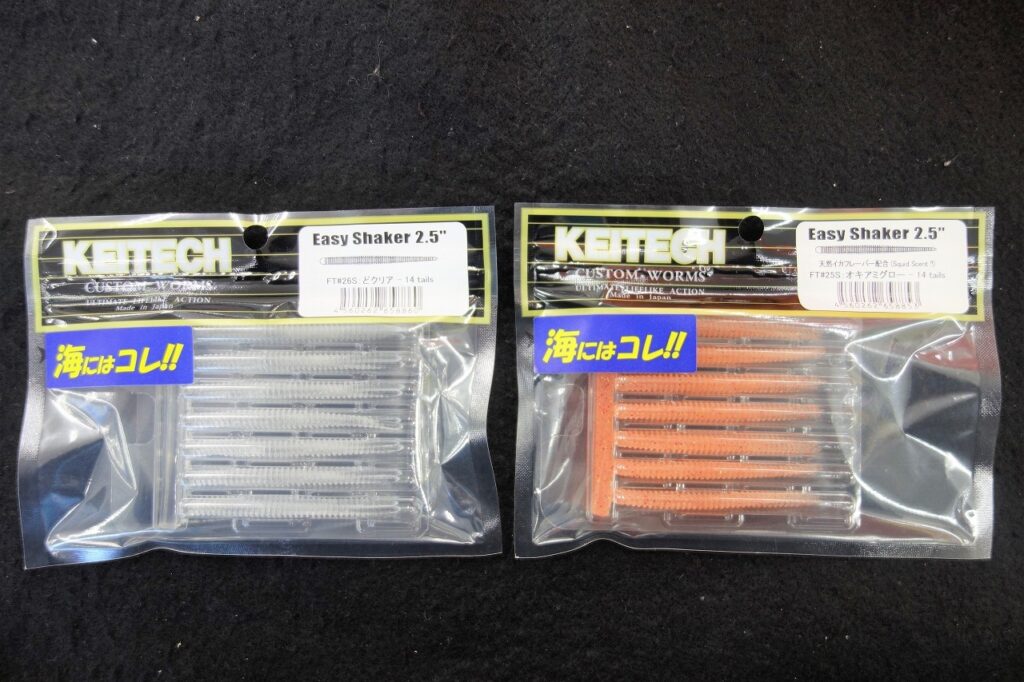 KEITECH
CUSTOM WORMS
ULTIMATE LIFELIKE ACTION
Made in Japan
Easy Shaker 2.5"
FT#26S:どクリア - 14 tails
海にはコレ!!
KEITECH
CUSTOM WORMS
ULTIMATE LIFELIKE ACTION
Made in Japan
Easy Shaker 2.5"
天然イカフレーバー配合 (Squid Scent !!)
FT#25S:オキアミグロー - 14 tails
海にはコレ!!